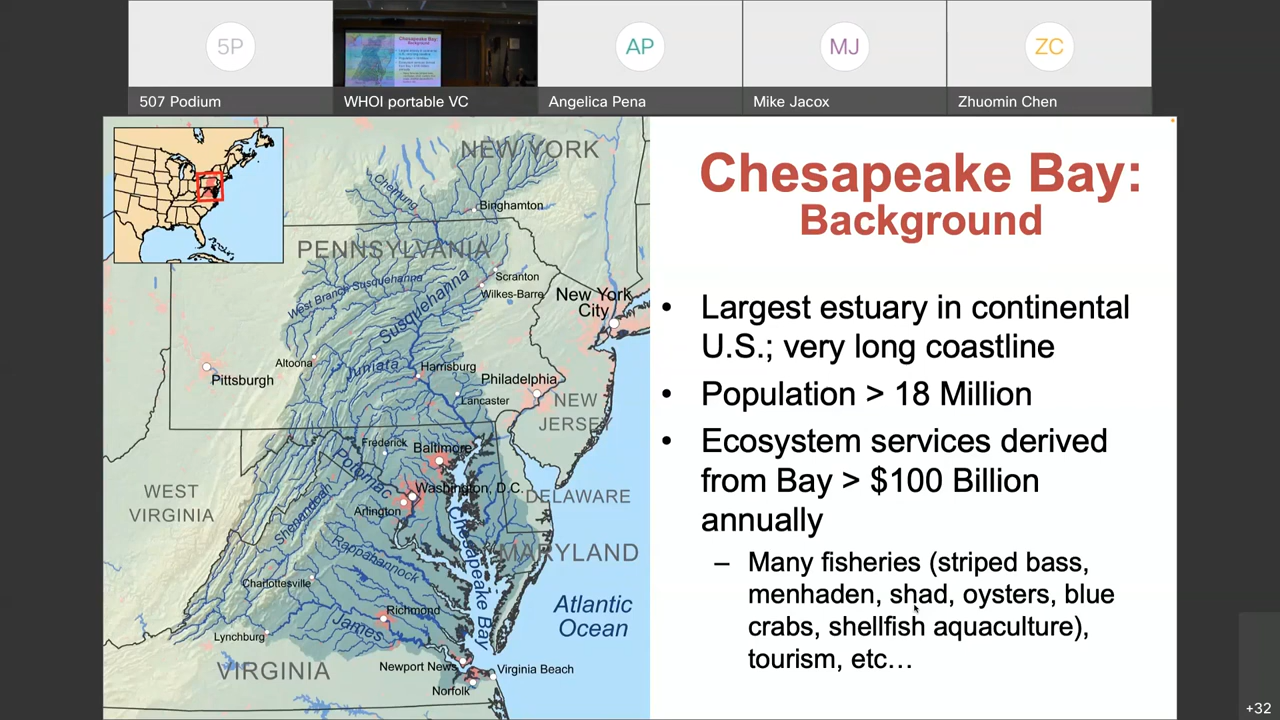 5P
AP
MJ
ZC
507 Podium
WHOI portable VC
Angelica Pena
Mike Jacox
Zhuomin Chen
Chesapeake Bay:
Background
NEW YORK
Chemung
Binghamton
PENNSYLVANIA
Scranton
West Branch Susquehanna
Susquehanna
Wilkes-Barre
New York
City
Altoona
Juniata
Harrisburg
Pittsburgh
Philadelphia
Lancaster
NEW
JERSEY
Frederick
Baltimore
Potomac
WEST
VIRGINIA
Washington, D.C.
DELAWARE
Arlington
Shenandoah
Chesapeake Bay
MARYLAND
Rappahannock
Charlottesville
Richmond
Atlantic
Ocean
James
Lynchburg
VIRGINIA
Newport News
Virginia Beach
Norfolk
• Largest estuary in continental
U.S.; very long coastline
• Population > 18 Million
• Ecosystem services derived
from Bay > $100 Billion
annually
– Many fisheries (striped bass,
menhaden, shad, oysters, blue
crabs, shellfish aquaculture),
tourism, etc…
+32